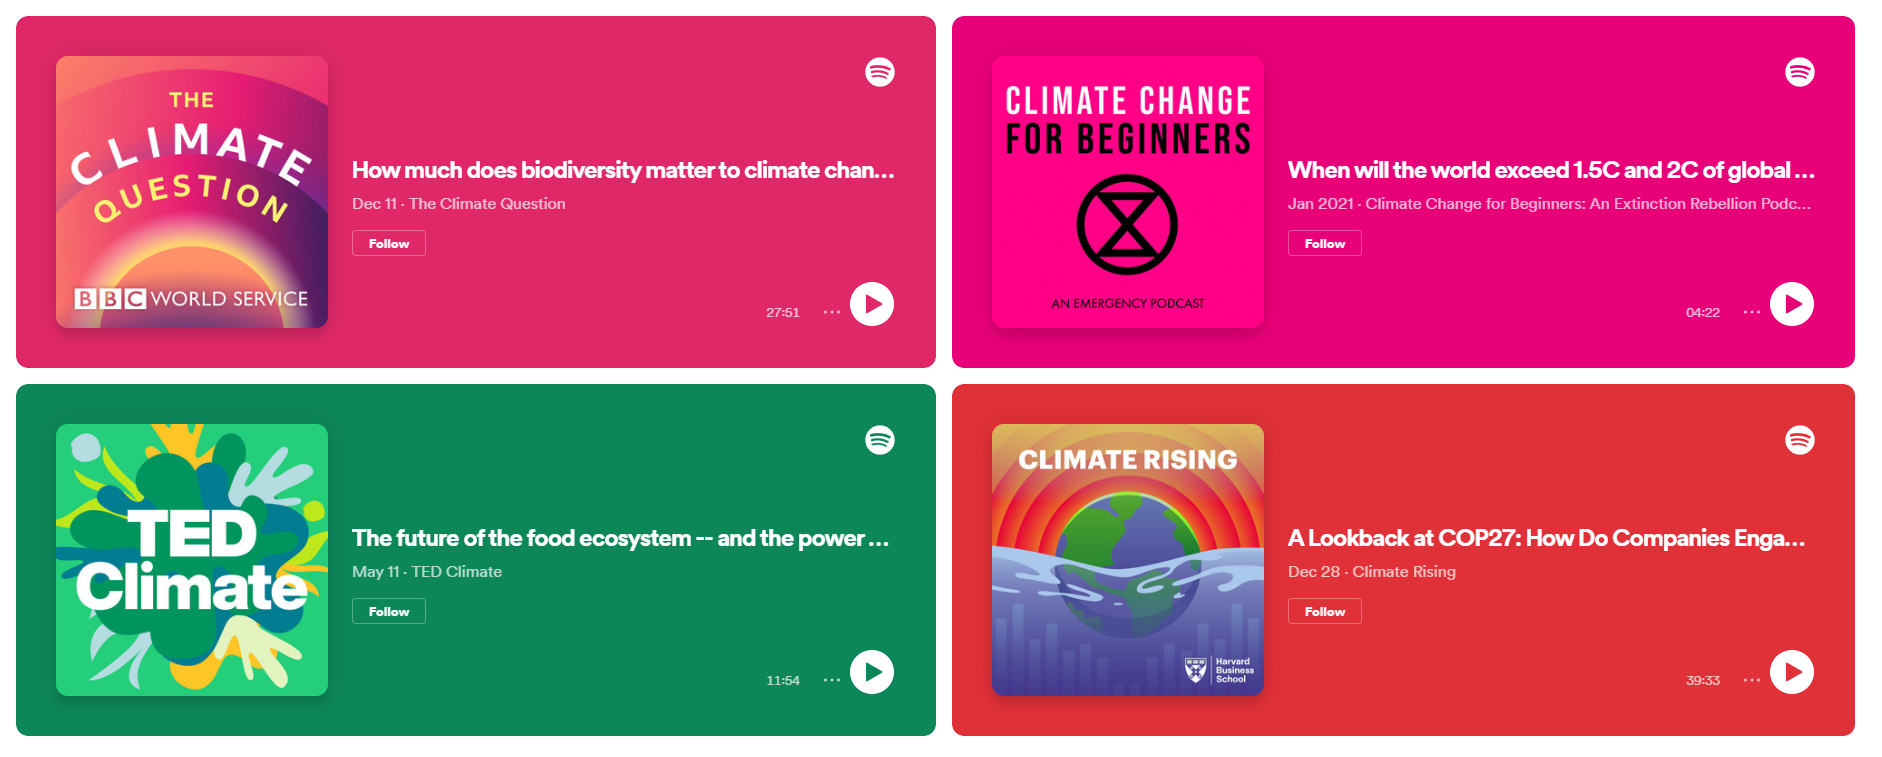 THE
CLIMATE
QUESTION
BBC WORLD SERVICE
How much does biodiversity matter to climate chan...
Dec 11 · The Climate Question
Follow
27:51
CLIMATE CHANGE
FOR BEGINNERS
AN EMERGENCY PODCAST
When will the world exceed 1.5C and 2C of global ...
Jan 2021 · Climate Change for Beginners: An Extinction Rebellion Podc...
Follow
04:22
TED
Climate
The future of the food ecosystem -- and the power ...
May 11 · TED Climate
Follow
11:54
CLIMATE RISING
Harvard
Business
School
A Lookback at COP27: How Do Companies Enga...
Dec 28 · Climate Rising
Follow
39:33